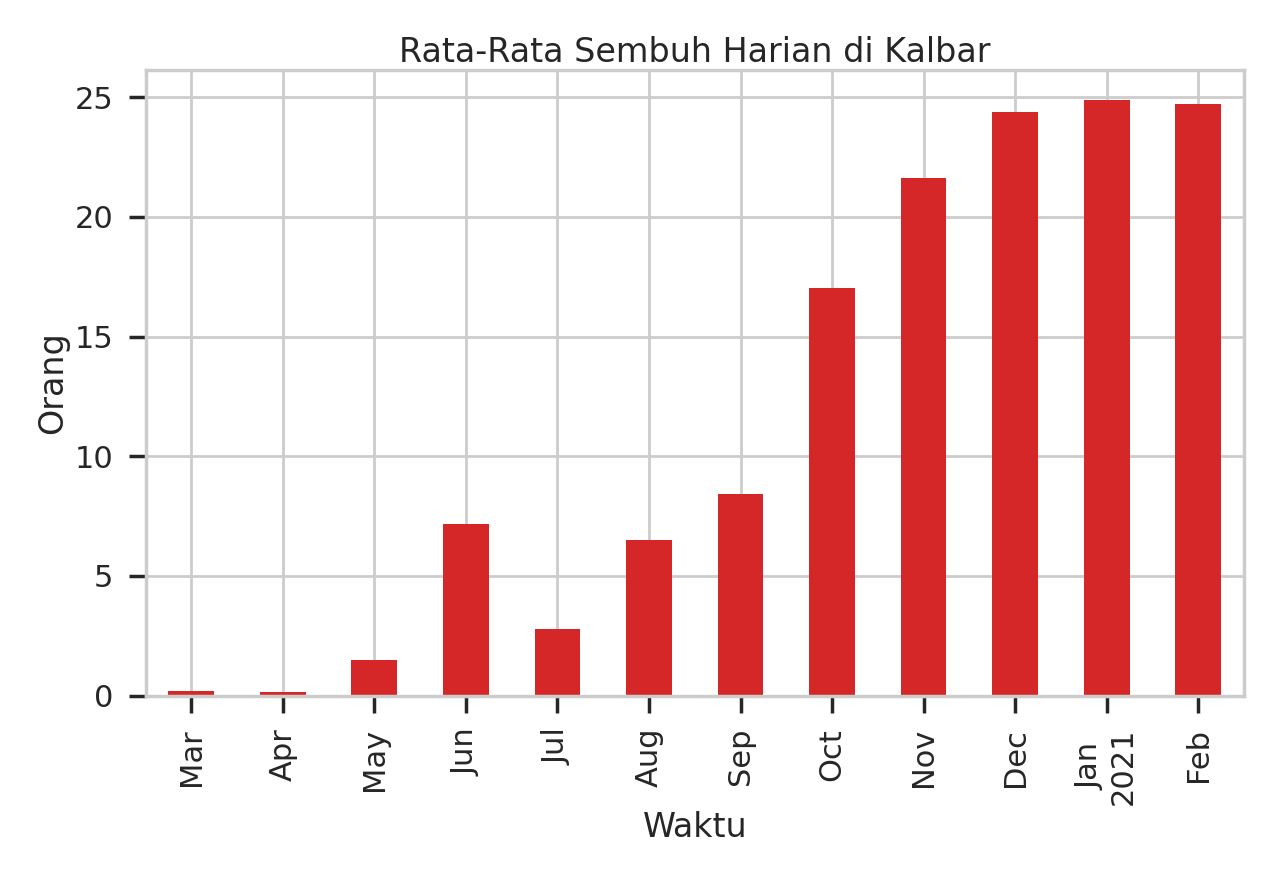 Rata-Rata Sembuh Harian di Kalbar
Orang
25
20
15
10
5
0
Mar
Apr
May
Jun
Jul
Aug
Sep
Oct
Nov
Dec
Jan
2021
Feb
Waktu